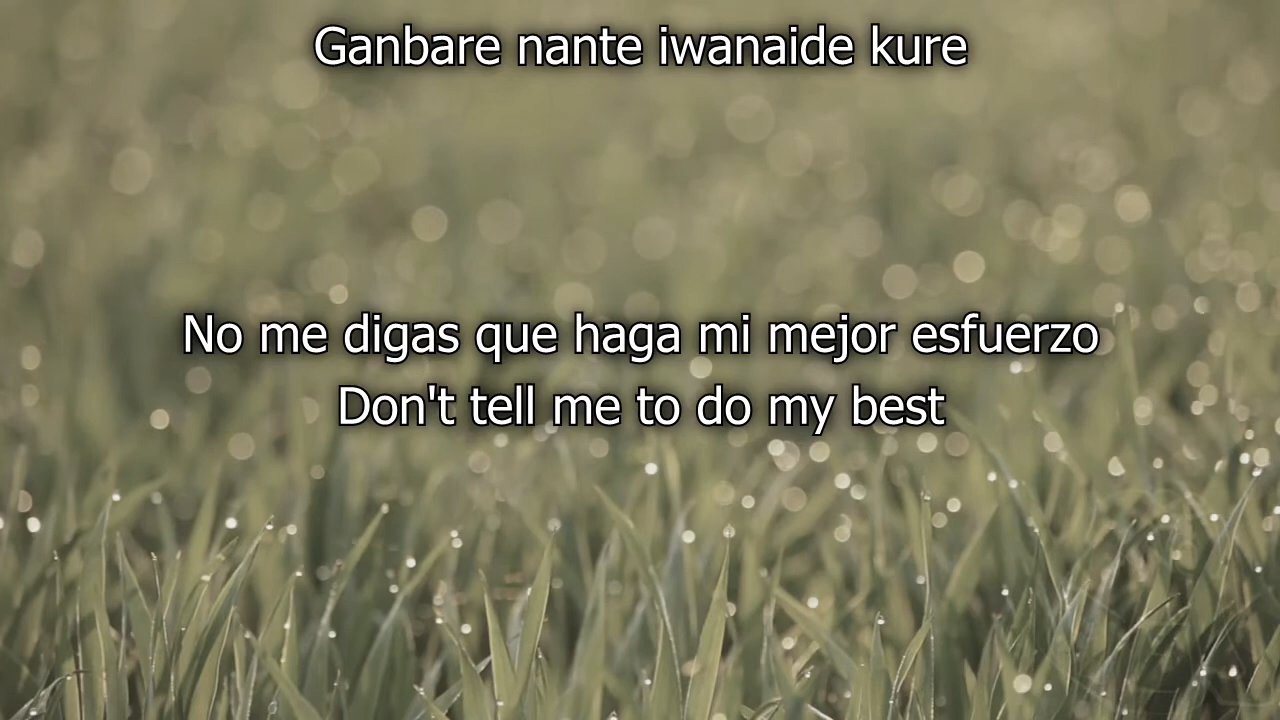 Ganbare nante iwanaide kure
No me digas que haga mi mejor esfuerzo
Don't tell me to do my best